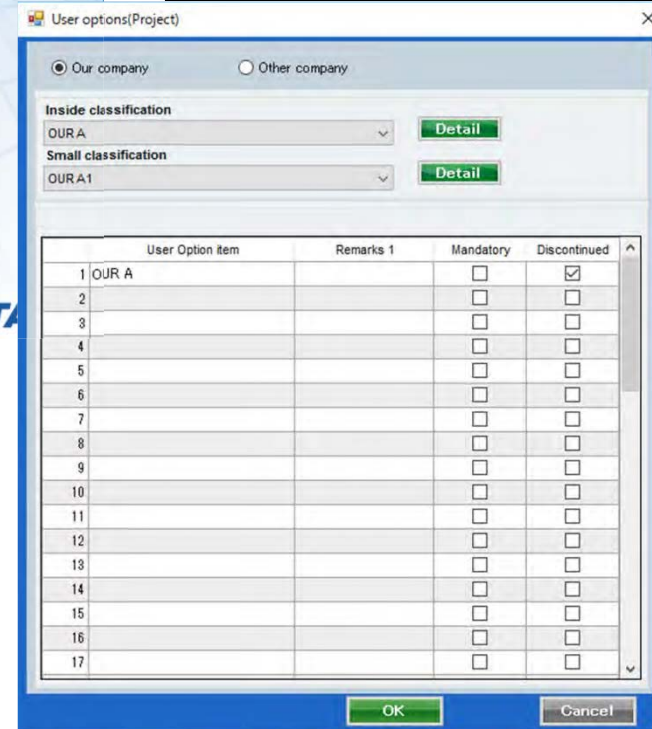 User options(Project)
Our company Other company
Inside classification
OUR A Detail
Small classification
OUR A1 Detail
User Option item Remarks 1 Mandatory Discontinued
1 OUR A
2
3
4
5
6
7
8
9
10
11
12
13
14
15
16
17
OK Cancel